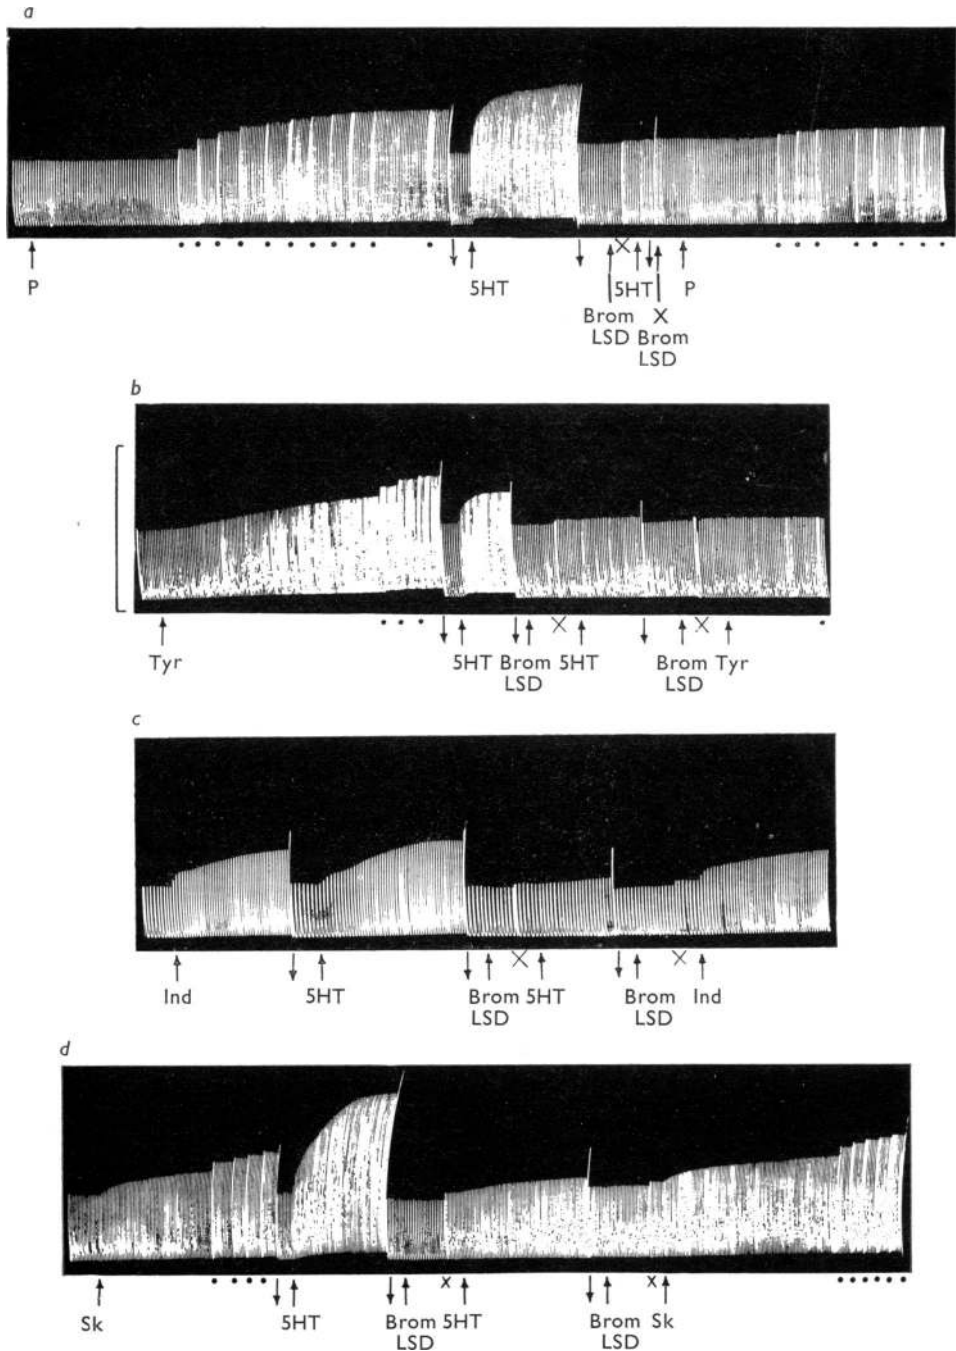 a
P 5HT 5HT P
Brom X
LSD Brom
LSD
b
Tyr 5HT Brom X 5HT Brom X Tyr
LSD LSD
c
Ind 5HT Brom X 5HT Brom X Ind
LSD LSD
d
Sk 5HT Brom x 5HT Brom x Sk
LSD LSD